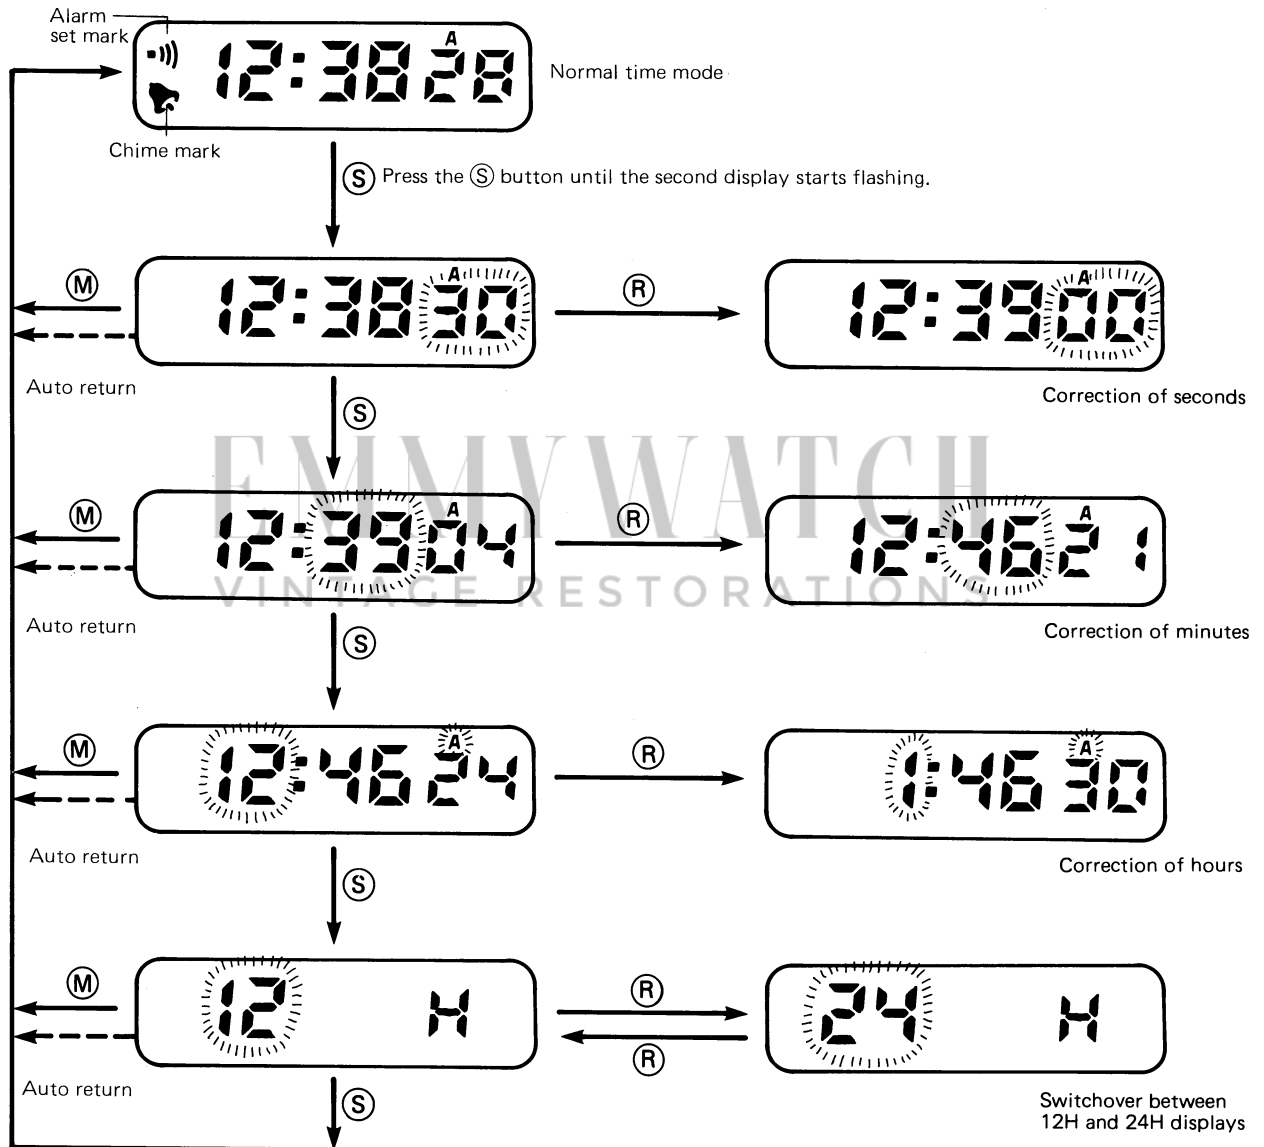 Alarm
set mark
A
12:38 28
Normal time mode
Chime mark
S Press the S button until the second display starts flashing.
M
A
12:38 30
R
A
12:39 00
Auto return
Correction of seconds
S
EMMYWATCH
VINTAGE RESTORATIONS
M
A
12:39 04
R
A
12:46 21
Auto return
Correction of minutes
S
M
A
12:46 24
R
A
1:46 30
Auto return
Correction of hours
S
M
12 H
R
R
24 H
Auto return
Switchover between
12H and 24H displays
S